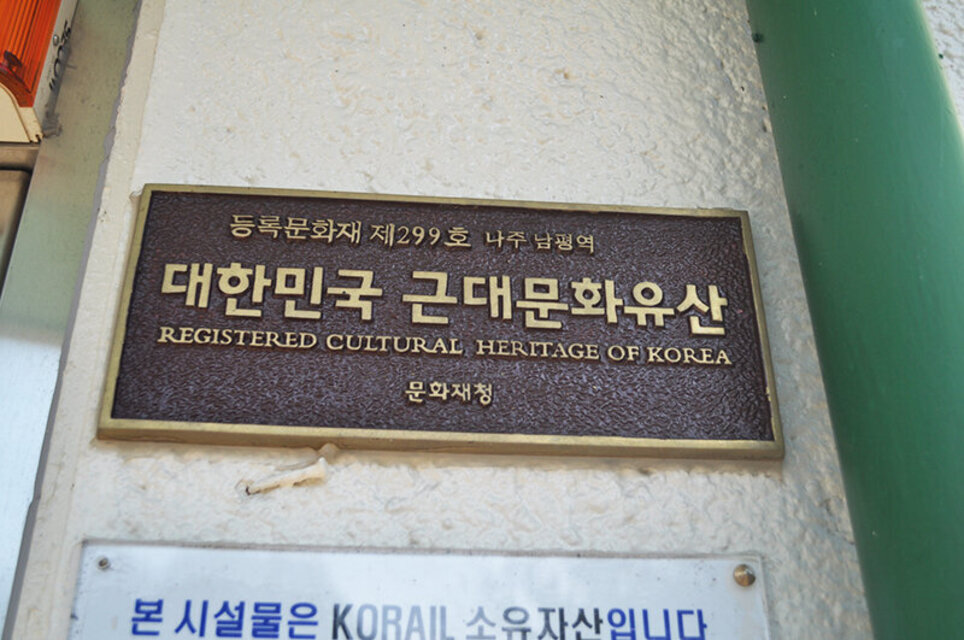 등록문화재 제299호 나주 남평역
대한민국 근대문화유산
REGISTERED CULTURAL HERITAGE OF KOREA
문화재청
본 시설물은 KORAIL 소유자산입니다